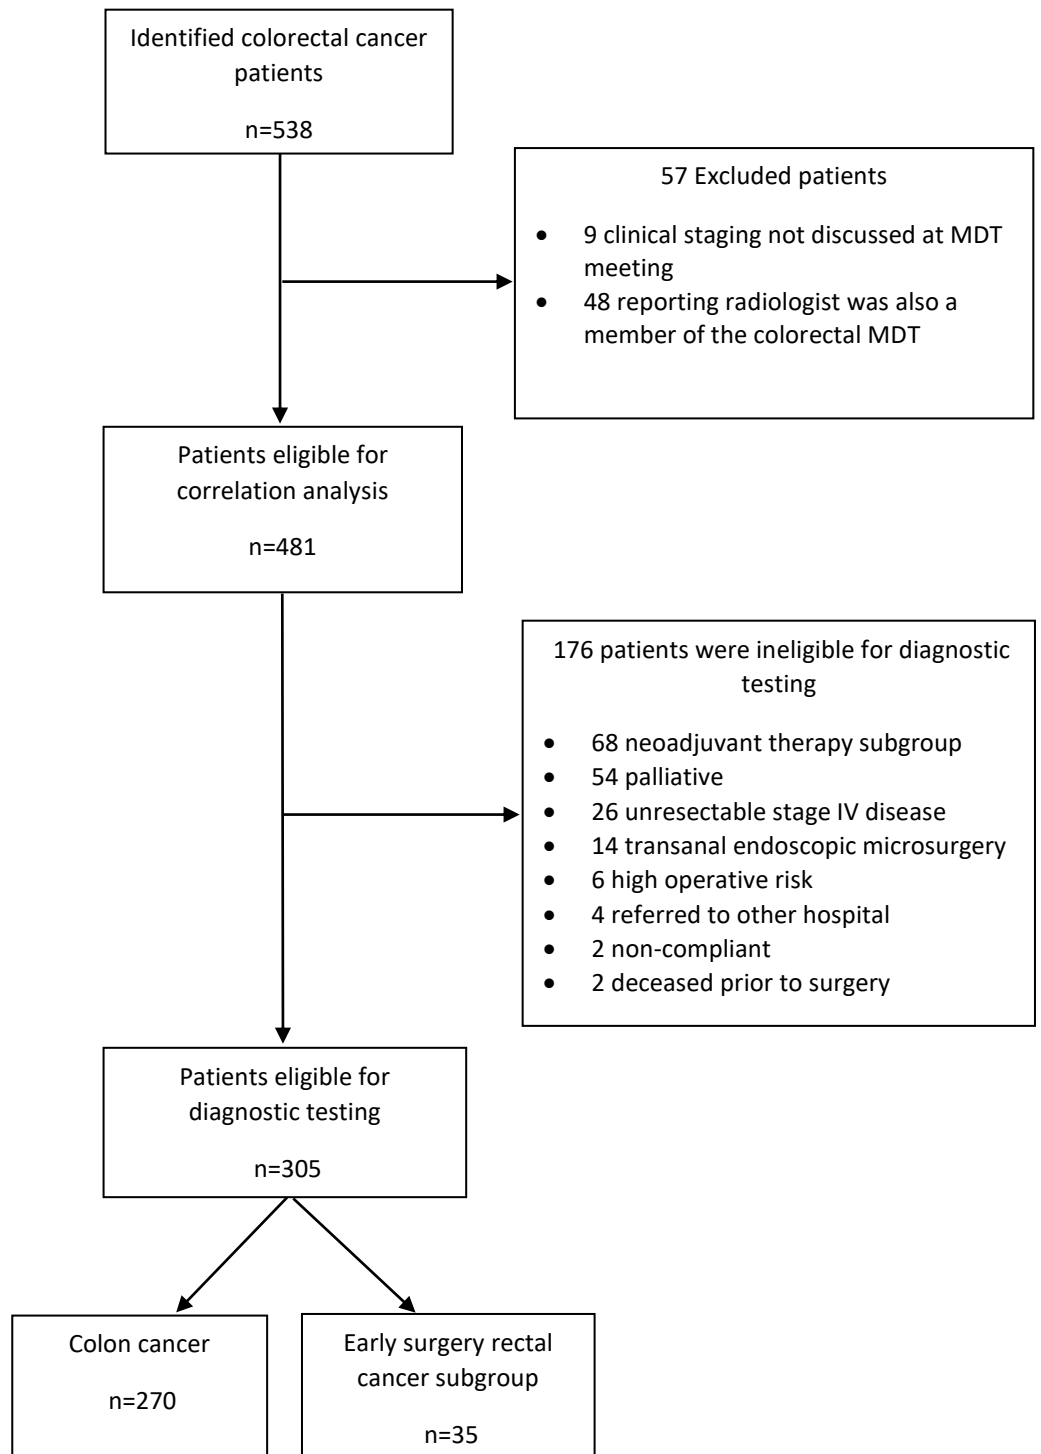 Identified colorectal cancer
patients
n=538
57 Excluded patients
• 9 clinical staging not discussed at MDT
meeting
• 48 reporting radiologist was also a
member of the colorectal MDT
Patients eligible for
correlation analysis
n=481
176 patients were ineligible for diagnostic
testing
• 68 neoadjuvant therapy subgroup
• 54 palliative
• 26 unresectable stage IV disease
• 14 transanal endoscopic microsurgery
• 6 high operative risk
• 4 referred to other hospital
• 2 non-compliant
• 2 deceased prior to surgery
Patients eligible for
diagnostic testing
n=305
Colon cancer
n=270
Early surgery rectal
cancer subgroup
n=35